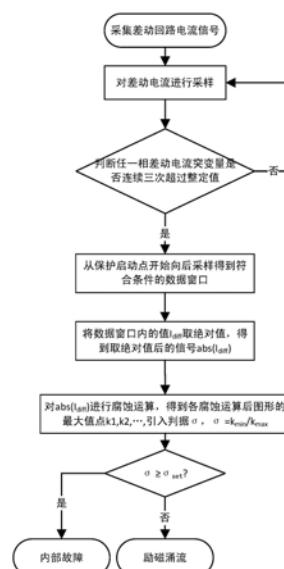 采集差动回路电流信号
对差动电流进行采样
判断任一相差动电流突变量是
否连续三次超过整定值
否
是
从保护启动点开始向后采样得到符
合条件的数据窗口
将数据窗口内的值I_diff取绝对值，得
到取绝对值后的信号abs(I_diff)
对abs(I_diff)进行腐蚀运算，得到各腐蚀运算后图形的
最大值点k1,k2,…,引入判据σ，σ=k_min/k_max
σ≥σ_set?
是
否
内部故障
励磁涌流